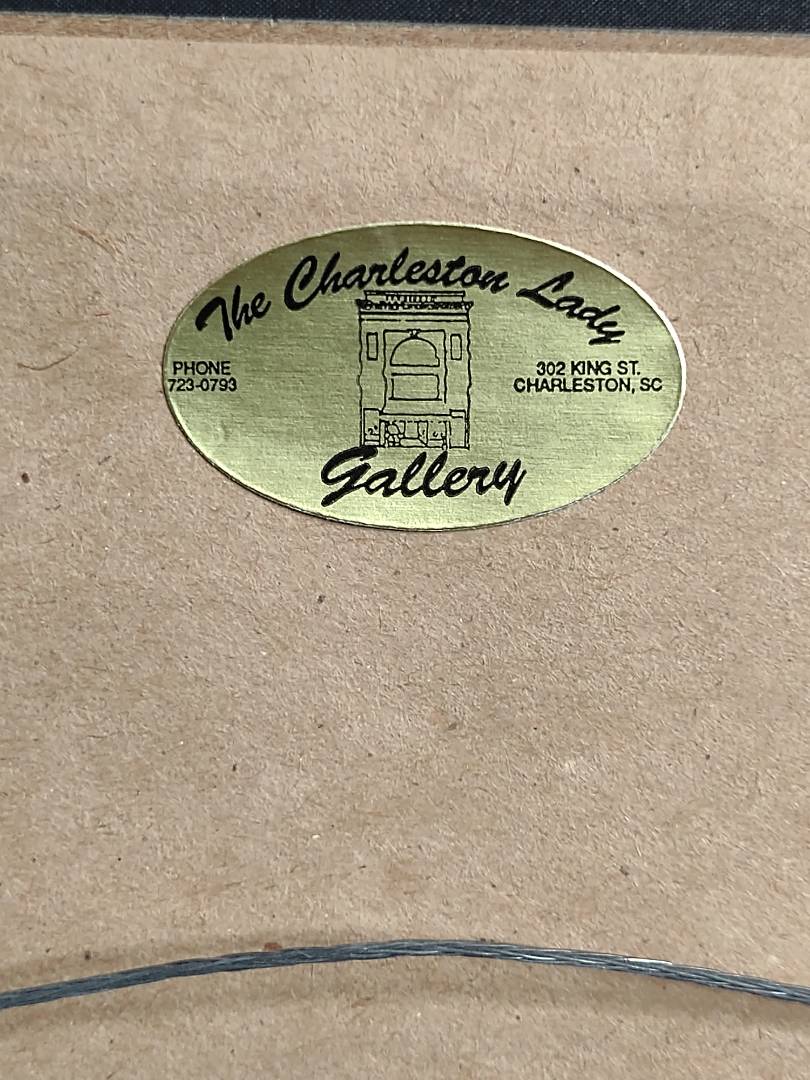 The Charleston Lady
PHONE
723-0793
302 KING ST.
CHARLESTON, SC
Gallery